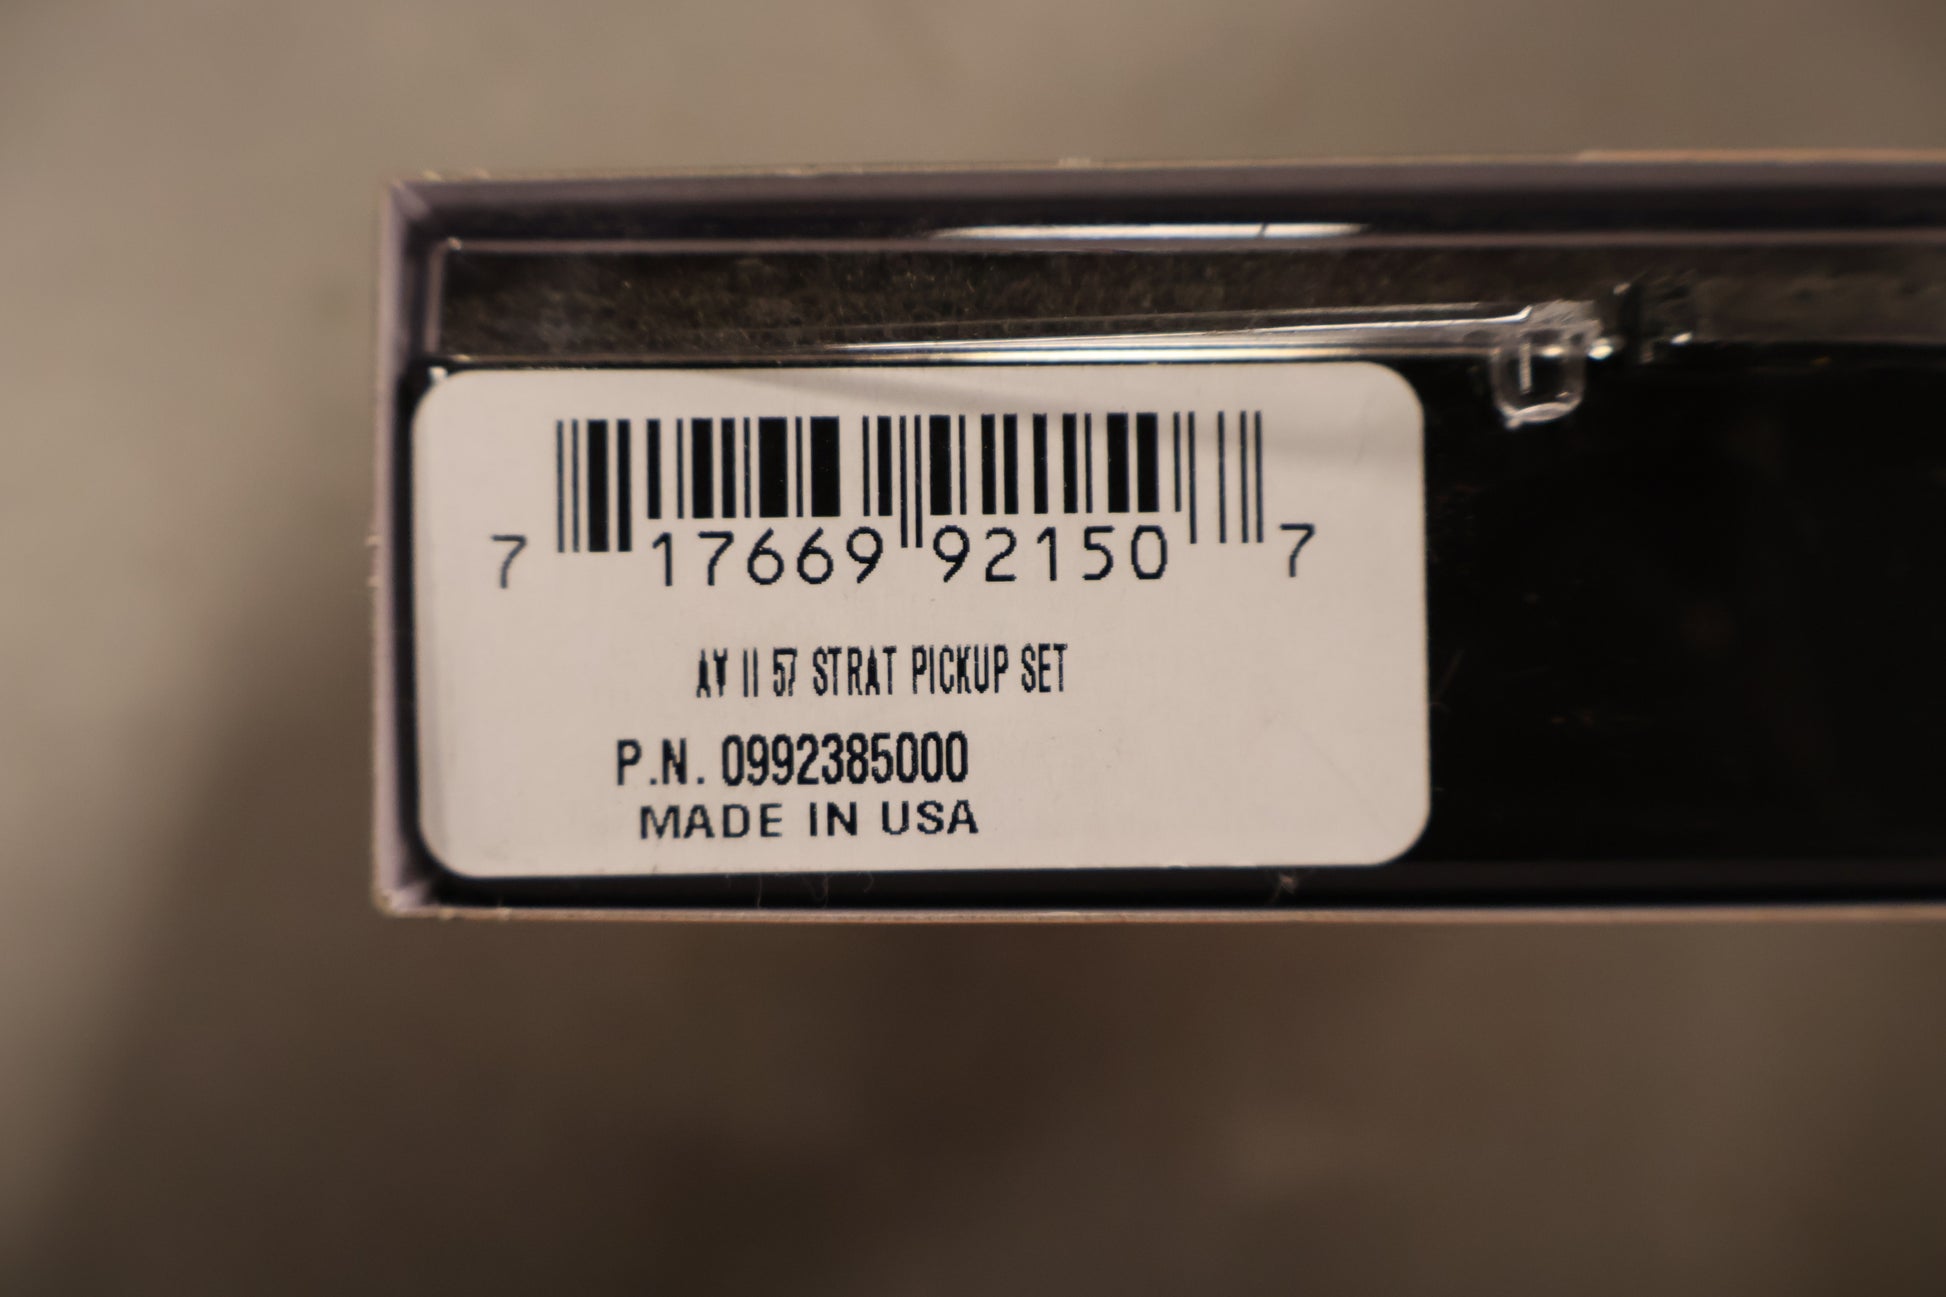 7 17669 92150 7
AV II 57 STRAT PICKUP SET
P.N. 0992385000
MADE IN USA